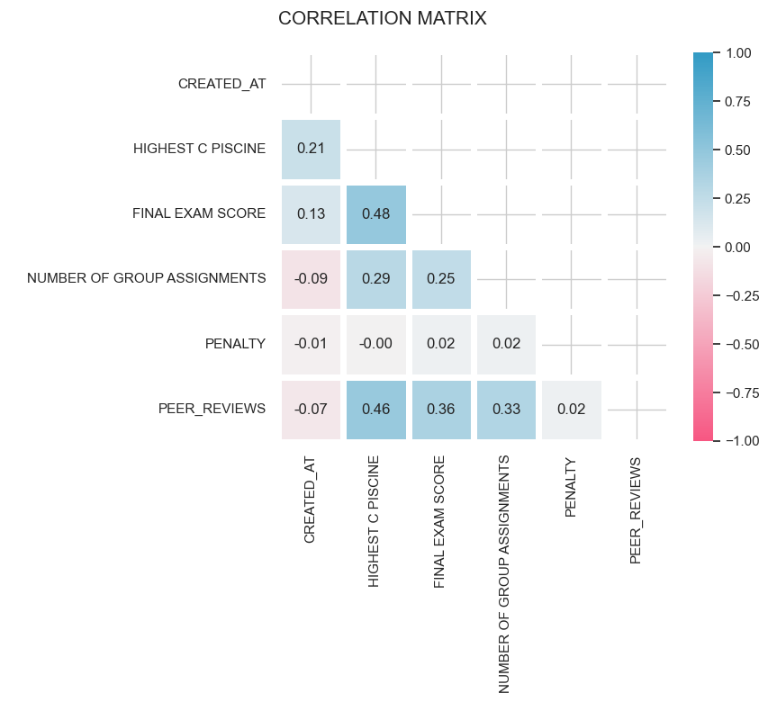 CORRELATION MATRIX
CREATED_AT
HIGHEST C PISCINE 0.21
FINAL EXAM SCORE 0.13 0.48
NUMBER OF GROUP ASSIGNMENTS -0.09 0.29 0.25
PENALTY -0.01 -0.00 0.02 0.02
PEER_REVIEWS -0.07 0.46 0.36 0.33 0.02
CREATED_AT
HIGHEST C PISCINE
FINAL EXAM SCORE
NUMBER OF GROUP ASSIGNMENTS
PENALTY
PEER_REVIEWS
1.00
0.75
0.50
0.25
0.00
−0.25
−0.50
−0.75
−1.00